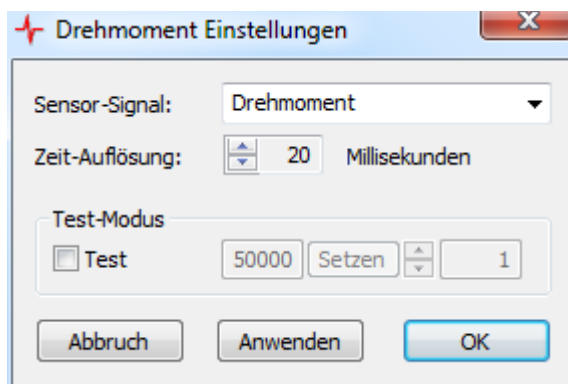 Drehmoment Einstellungen
Sensor-Signal: Drehmoment
Zeit-Auflösung: 20 Millisekunden
Test-Modus
Test 50000 Setzen 1
Abbruch Anwenden OK